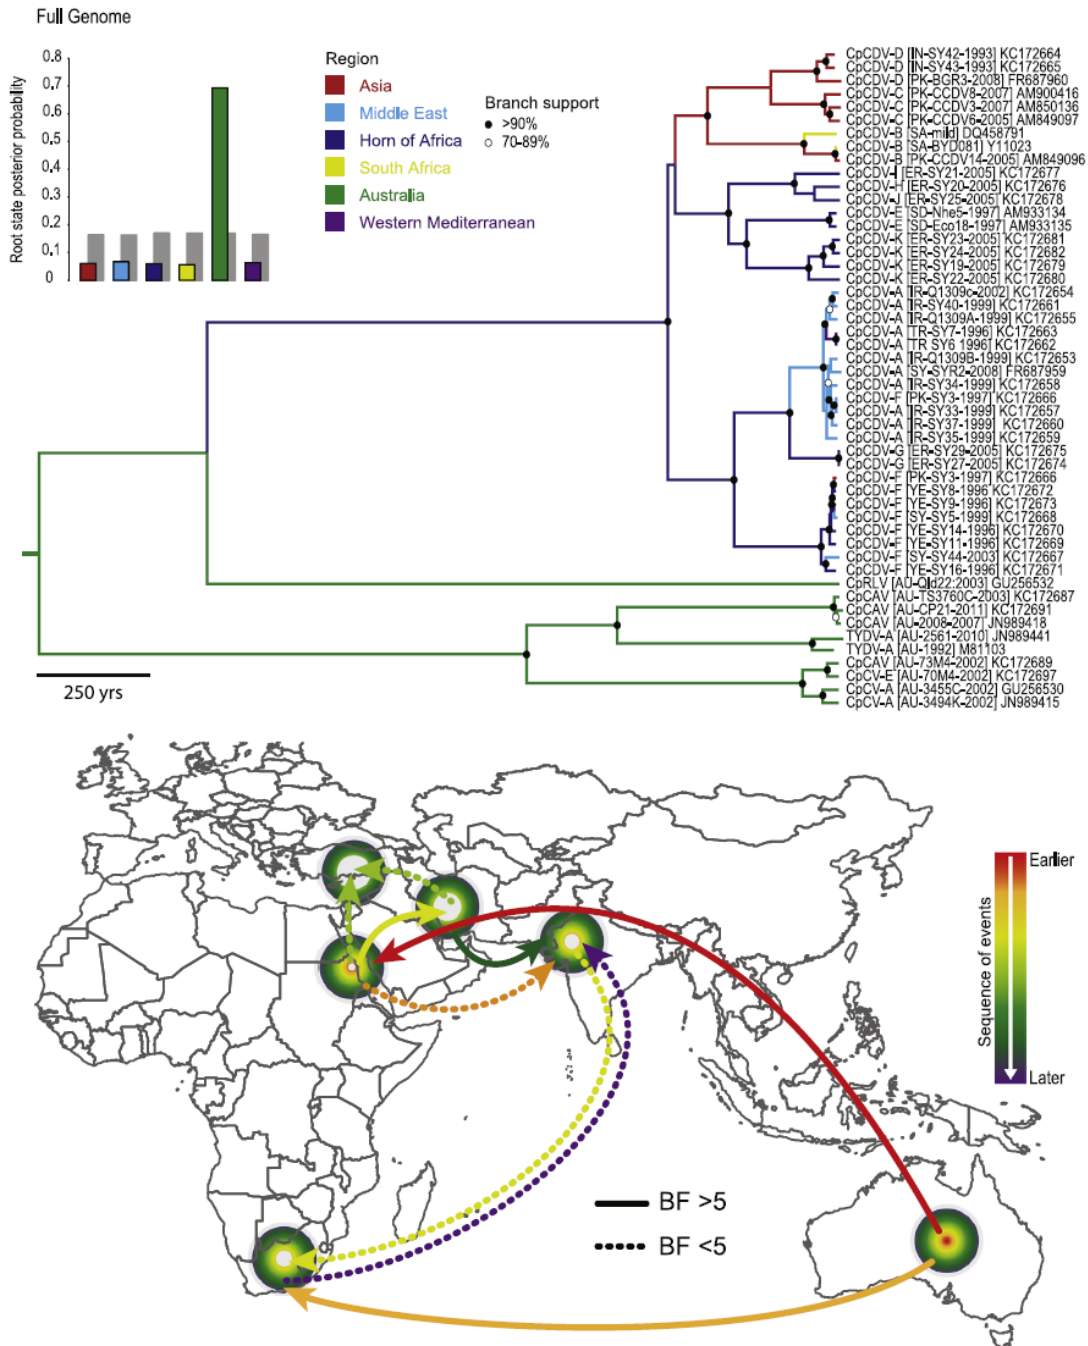 Full Genome
Root state posterior probability
0.8
0.7
0.6
0.5
0.4
0.3
0.2
0.1
0
Region
Asia
Middle East
Horn of Africa
South Africa
Australia
Western Mediterranean
Branch support
>90%
70-89%
CpCDV-D [IN-SY42-1993] KC172664
CpCDV-D [IN-SY43-1993] KC172665
CpCDV-D [PK-BGR3-2008] FR687960
CpCDV-C [PK-CCDV8-2007] AM900416
CpCDV-C [PK-CCDV3-2007] AM850136
CpCDV-C [PK-CCDV6-2005] AM849097
CpCDV-B [SA-mild] DQ458791
CpCDV-B [SA-BYD081] Y11023
CpCDV-B [PK-CCDV14-2005] AM849096
CpCDV-I [ER-SY21-2005] KC172677
CpCDV-H [ER-SY20-2005] KC172676
CpCDV-J [ER-SY25-2005] KC172678
CpCDV-E [SD-Nhe5-1997] AM933134
CpCDV-E [SD-Eco18-1997] AM933135
CpCDV-K [ER-SY23-2005] KC172681
CpCDV-K [ER-SY24-2005] KC172682
CpCDV-K [ER-SY19-2005] KC172679
CpCDV-K [ER-SY22-2005] KC172680
CpCDV-A [IR-Q1309c-2002] KC172654
CpCDV-A [IR-SY40-1999] KC172661
CpCDV-A [IR-Q1309A-1999] KC172655
CpCDV-A [TR-SY7-1996] KC172663
CpCDV-A [TR SY6 1996] KC172662
CpCDV-A [IR-Q1309B-1999] KC172653
CpCDV-A [SY-SYR2-2008] FR687959
CpCDV-A [IR-SY34-1999] KC172658
CpCDV-F [PK-SY3-1997] KC172666
CpCDV-A [IR-SY33-1999] KC172657
CpCDV-A [IR-SY37-1999] KC172660
CpCDV-A [IR-SY35-1999] KC172659
CpCDV-G [ER-SY29-2005] KC172675
CpCDV-G [ER-SY27-2005] KC172674
CpCDV-F [PK-SY3-1997] KC172666
CpCDV-F [YE-SY8-1996 KC172672
CpCDV-F [YE-SY9-1996] KC172673
CpCDV-F [SY-SY5-1999] KC172668
CpCDV-F [YE-SY14-1996] KC172670
CpCDV-F [YE-SY11-1996] KC172669
CpCDV-F [SY-SY44-2003] KC172667
CpCDV-F [YE-SY16-1996] KC172671
CpRLV [AU-Qld22:2003] GU256532
CpCAV [AU-TS3760C-2003] KC172687
CpCAV [AU-CP21-2011] KC172691
CpCAV [AU-2008-2007] JN989418
TYDV-A [AU-2561-2010] JN989441
TYDV-A [AU-1992] M81103
CpCAV [AU-73M4-2002] KC172689
CpCV-E [AU-70M4-2002] KC172697
CpCV-A [AU-3455C-2002] GU256530
CpCV-A [AU-3494K-2002] JN989415
250 yrs
Earlier
Sequence of events
Later
BF >5
BF <5